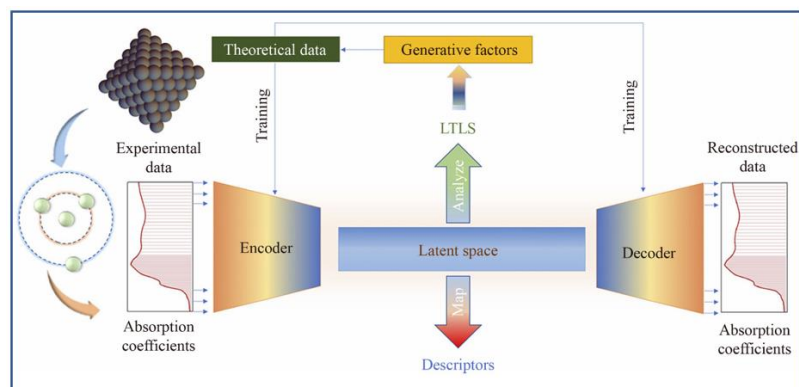 Theoretical data
Generative factors
Training
LTLS
Training
Experimental
data
Reconstructed
data
Analyze
Encoder
Latent space
Decoder
Map
Absorption
coefficients
Descriptors
Absorption
coefficients